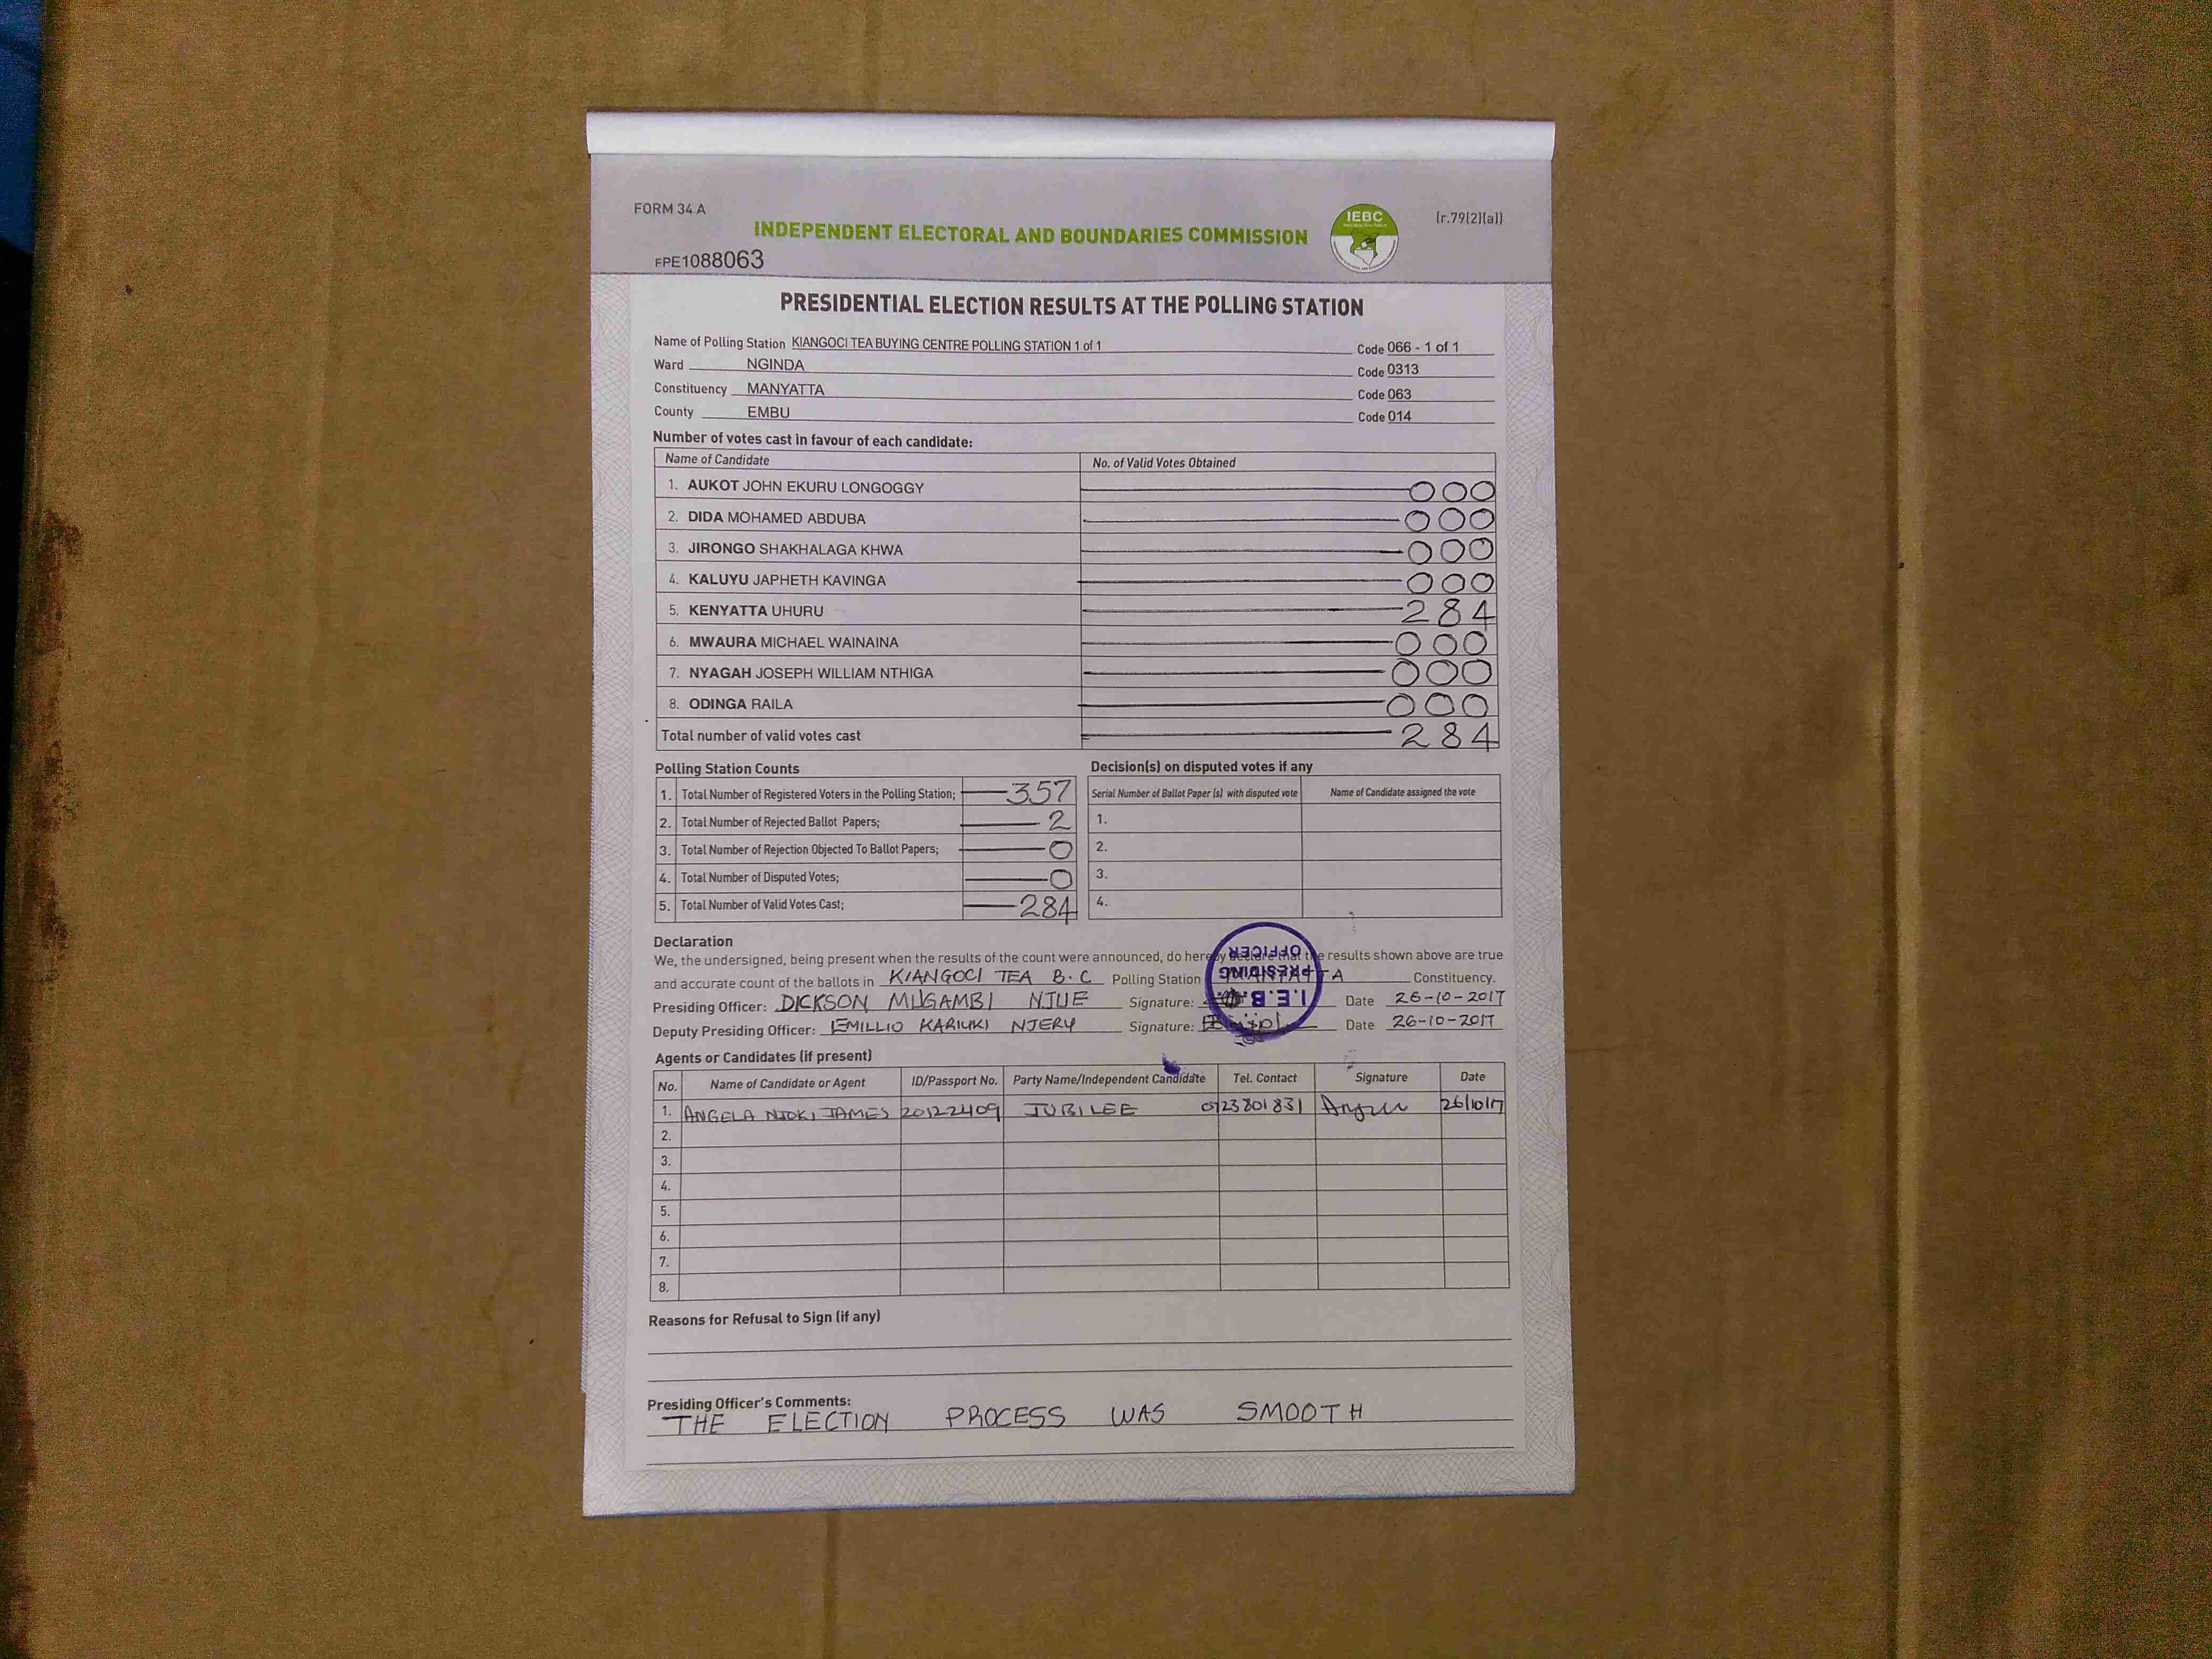 FORM 34 A
(r.79(2)(a))
IEBC
INDEPENDENT ELECTORAL AND BOUNDARIES COMMISSION
FPE1088063
PRESIDENTIAL ELECTION RESULTS AT THE POLLING STATION
Name of Polling Station KIANGOCI TEA BUYING CENTRE POLLING STATION 1 of 1 Code 066 - 1 of 1
Ward NGINDA Code 0313
Constituency MANYATTA Code 063
County EMBU Code 014
Number of votes cast in favour of each candidate:
Name of Candidate No. of Valid Votes Obtained
1. AUKOT JOHN EKURU LONGOGGY 000
2. DIDA MOHAMED ABDUBA 000
3. JIRONGO SHAKHALAGA KHWA 000
4. KALUYU JAPHETH KAVINGA 000
5. KENYATTA UHURU 284
6. MWAURA MICHAEL WAINAINA 000
7. NYAGAH JOSEPH WILLIAM NTHIGA 000
8. ODINGA RAILA 000
Total number of valid votes cast 284
Polling Station Counts
1. Total Number of Registered Voters in the Polling Station; 357
2. Total Number of Rejected Ballot Papers; 2
3. Total Number of Rejection Objected To Ballot Papers; 0
4. Total Number of Disputed Votes; 0
5. Total Number of Valid Votes Cast; 284
Decision(s) on disputed votes if any
Serial Number of Ballot Paper (s) with disputed vote Name of Candidate assigned the vote
1.
2.
3.
4.
Declaration
We, the undersigned, being present when the results of the count were announced, do hereby declare that the results shown above are true
and accurate count of the ballots in KIANGOCI TEA B.C Polling Station MANYATTA Constituency.
Presiding Officer: DICKSON MUGAMBI NJUE Signature: Date 26-10-2017
Deputy Presiding Officer: EMILLIO KARIUKI NJERU Signature: Date 26-10-2017
PRESIDING
OFFICER
Agents or Candidates (if present)
No. Name of Candidate or Agent ID/Passport No. Party Name/Independent Candidate Tel. Contact Signature Date
1. ANGELA NJOKI JAMES 20122409 JUBILEE 0723801831 26/10/17
2.
3.
4.
5.
6.
7.
8.
Reasons for Refusal to Sign (if any)
Presiding Officer's Comments:
THE ELECTION PROCESS WAS SMOOTH